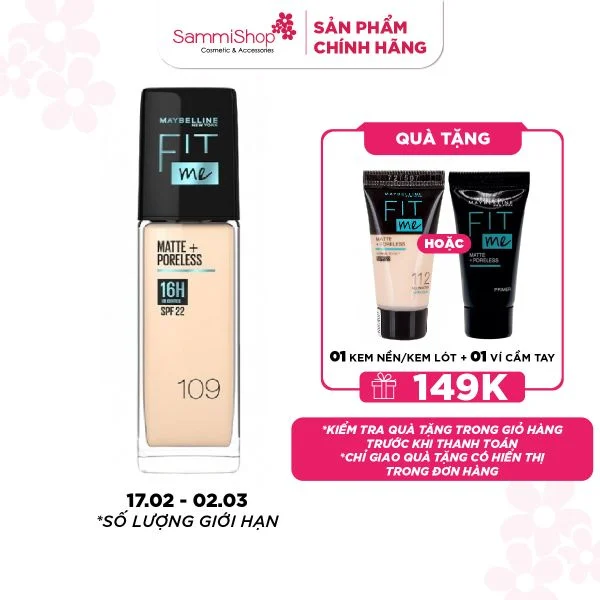 SammiShop
Cosmetic & Accessories
SẢN PHẨM
CHÍNH HÃNG
MAYBELLINE
NEW YORK
FIT
me
MATTE +
PORELESS
16H
SPF 22
109
17.02 - 02.03
*SỐ LƯỢNG GIỚI HẠN
QUÀ TẶNG
MAYBELLINE
FIT
me
MATTE
+ PORELESS
112
HOẶC
MAYBELLINE
FIT
me
MATTE
+ PORELESS
PRIMER
01 KEM NỀN/KEM LÓT + 01 VÍ CẦM TAY
149K
*KIỂM TRA QUÀ TẶNG TRONG GIỎ HÀNG
TRƯỚC KHI THANH TOÁN
*CHỈ GIAO QUÀ TẶNG CÓ HIỂN THỊ
TRONG ĐƠN HÀNG